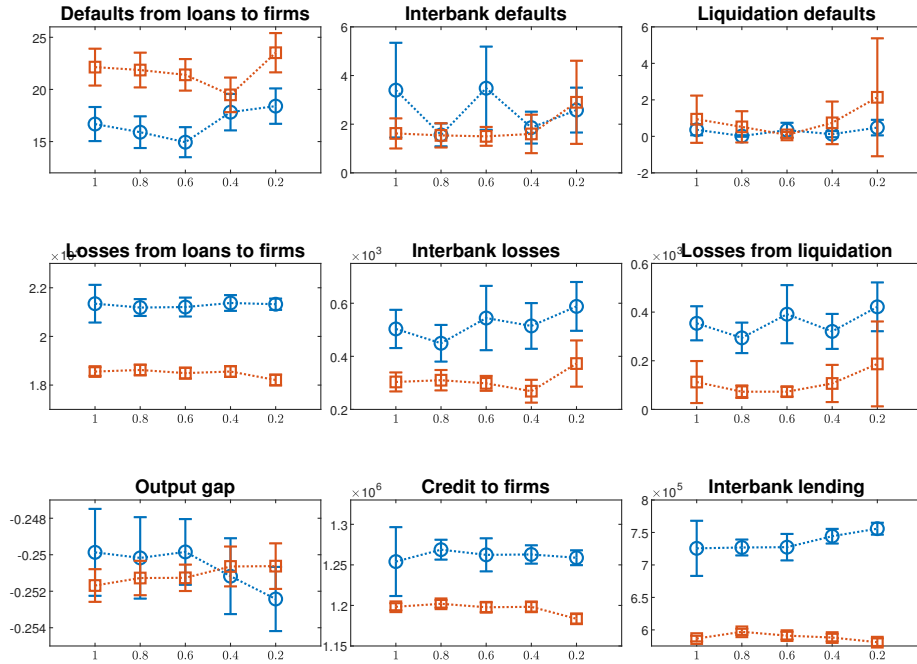 Defaults from loans to firms
25
20
15
1 0.8 0.6 0.4 0.2
Interbank defaults
6
4
2
0
1 0.8 0.6 0.4 0.2
Liquidation defaults
6
4
2
0
-2
1 0.8 0.6 0.4 0.2
Losses from loans to firms
2.2
2
1.8
1 0.8 0.6 0.4 0.2
Interbank losses
×10³
0.6
0.4
0.2
1 0.8 0.6 0.4 0.2
Losses from liquidation
0.6
0.4
0.2
0
1 0.8 0.6 0.4 0.2
Output gap
-0.248
-0.25
-0.252
-0.254
1 0.8 0.6 0.4 0.2
Credit to firms
×10⁶
1.3
1.25
1.2
1.15
1 0.8 0.6 0.4 0.2
Interbank lending
×10⁵
7
1 0.8 0.6 0.4 0.2